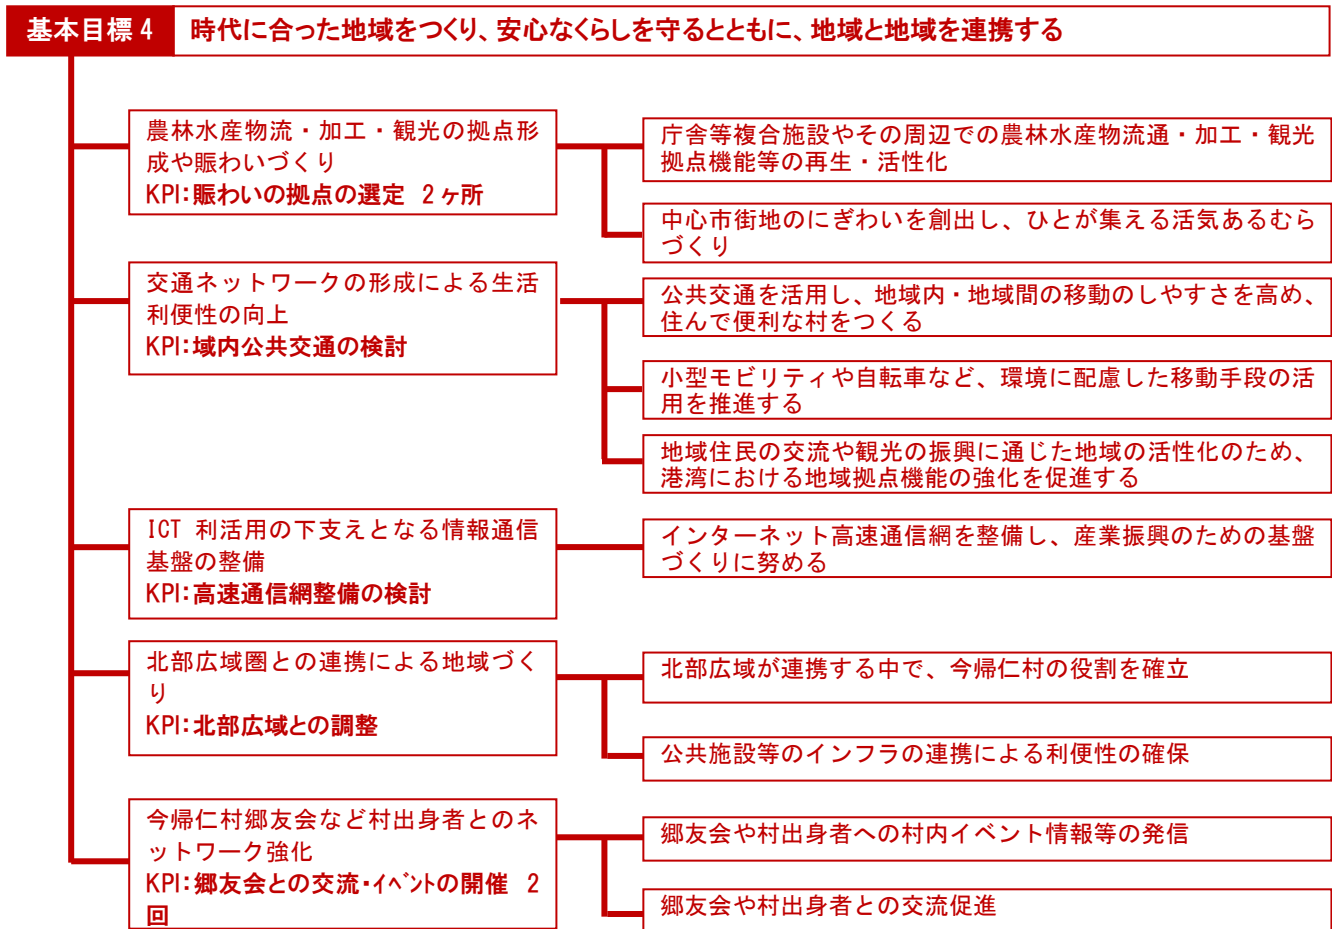 基本目標4 時代に合った地域をつくり、安心なくらしを守るとともに、地域と地域を連携する
農林水産物流・加工・観光の拠点形
成や賑わいづくり
KPI:賑わいの拠点の選定 2ヶ所
庁舎等複合施設やその周辺での農林水産物流通・加工・観光
拠点機能等の再生・活性化
中心市街地のにぎわいを創出し、ひとが集える活気あるむら
づくり
交通ネットワークの形成による生活
利便性の向上
KPI:域内公共交通の検討
公共交通を活用し、地域内・地域間の移動のしやすさを高め、
住んで便利な村をつくる
小型モビリティや自転車など、環境に配慮した移動手段の活
用を推進する
地域住民の交流や観光の振興に通じた地域の活性化のため、
港湾における地域拠点機能の強化を促進する
ICT 利活用の下支えとなる情報通信
基盤の整備
KPI:高速通信網整備の検討
インターネット高速通信網を整備し、産業振興のための基盤
づくりに努める
北部広域圏との連携による地域づく
り
KPI:北部広域との調整
北部広域が連携する中で、今帰仁村の役割を確立
公共施設等のインフラの連携による利便性の確保
今帰仁村郷友会など村出身者とのネ
ットワーク強化
KPI:郷友会との交流・ｲﾍﾞﾝﾄの開催 2
回
郷友会や村出身者への村内イベント情報等の発信
郷友会や村出身者との交流促進